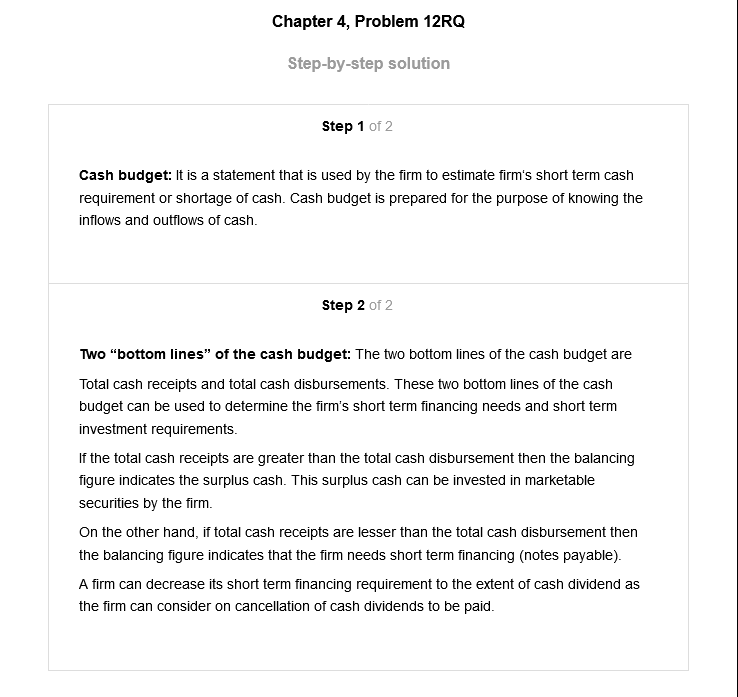 Chapter 4, Problem 12RQ
Step-by-step solution
Step 1 of 2
Cash budget: It is a statement that is used by the firm to estimate firm's short term cash
requirement or shortage of cash. Cash budget is prepared for the purpose of knowing the
inflows and outflows of cash.
Step 2 of 2
Two “bottom lines” of the cash budget: The two bottom lines of the cash budget are
Total cash receipts and total cash disbursements. These two bottom lines of the cash
budget can be used to determine the firm's short term financing needs and short term
investment requirements.
If the total cash receipts are greater than the total cash disbursement then the balancing
figure indicates the surplus cash. This surplus cash can be invested in marketable
securities by the firm.
On the other hand, if total cash receipts are lesser than the total cash disbursement then
the balancing figure indicates that the firm needs short term financing (notes payable).
A firm can decrease its short term financing requirement to the extent of cash dividend as
the firm can consider on cancellation of cash dividends to be paid.